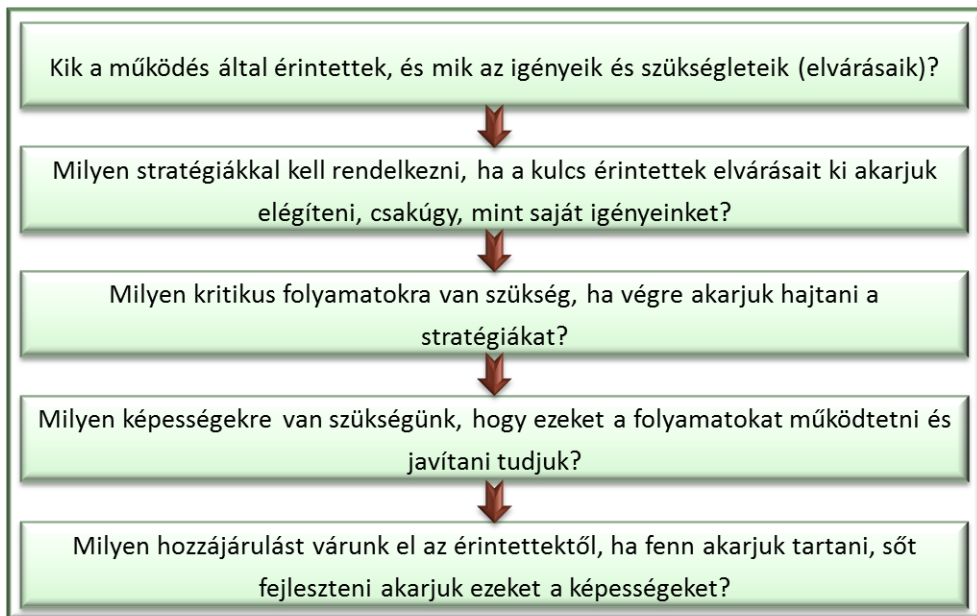 Kik a működés által érintettek, és mik az igényeik és szükségleteik (elvárásaik)?
Milyen stratégiákkal kell rendelkezni, ha a kulcs érintettek elvárásait ki akarjuk
elégíteni, csakúgy, mint saját igényeinket?
Milyen kritikus folyamatokra van szükség, ha végre akarjuk hajtani a
stratégiákat?
Milyen képességekre van szükségünk, hogy ezeket a folyamatokat működtetni és
javítani tudjuk?
Milyen hozzájárulást várunk el az érintettektől, ha fenn akarjuk tartani, sőt
fejleszteni akarjuk ezeket a képességeket?